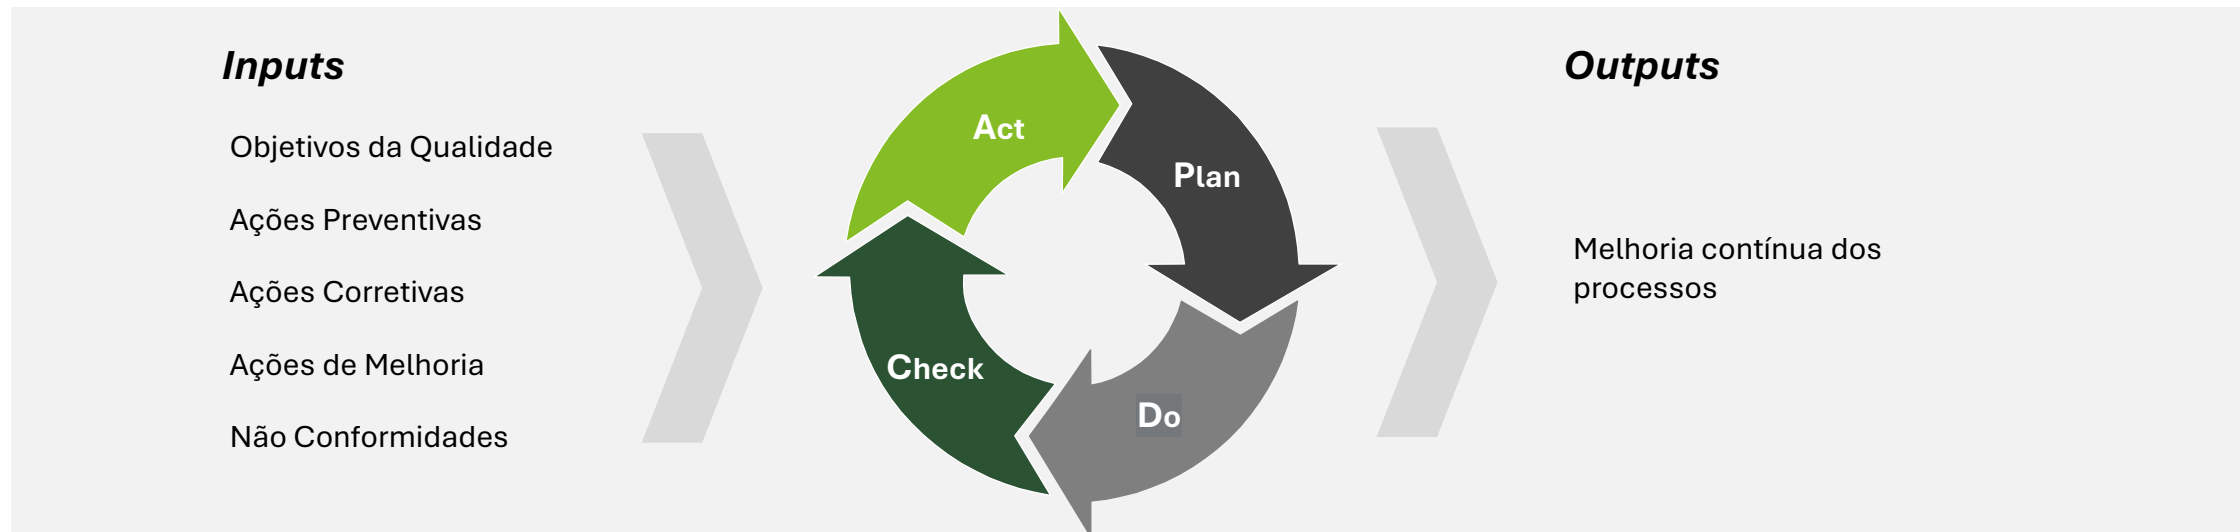 Inputs
Objetivos da Qualidade
Ações Preventivas
Ações Corretivas
Ações de Melhoria
Não Conformidades
Act
Plan
Check
Do
Outputs
Melhoria contínua dos
processos